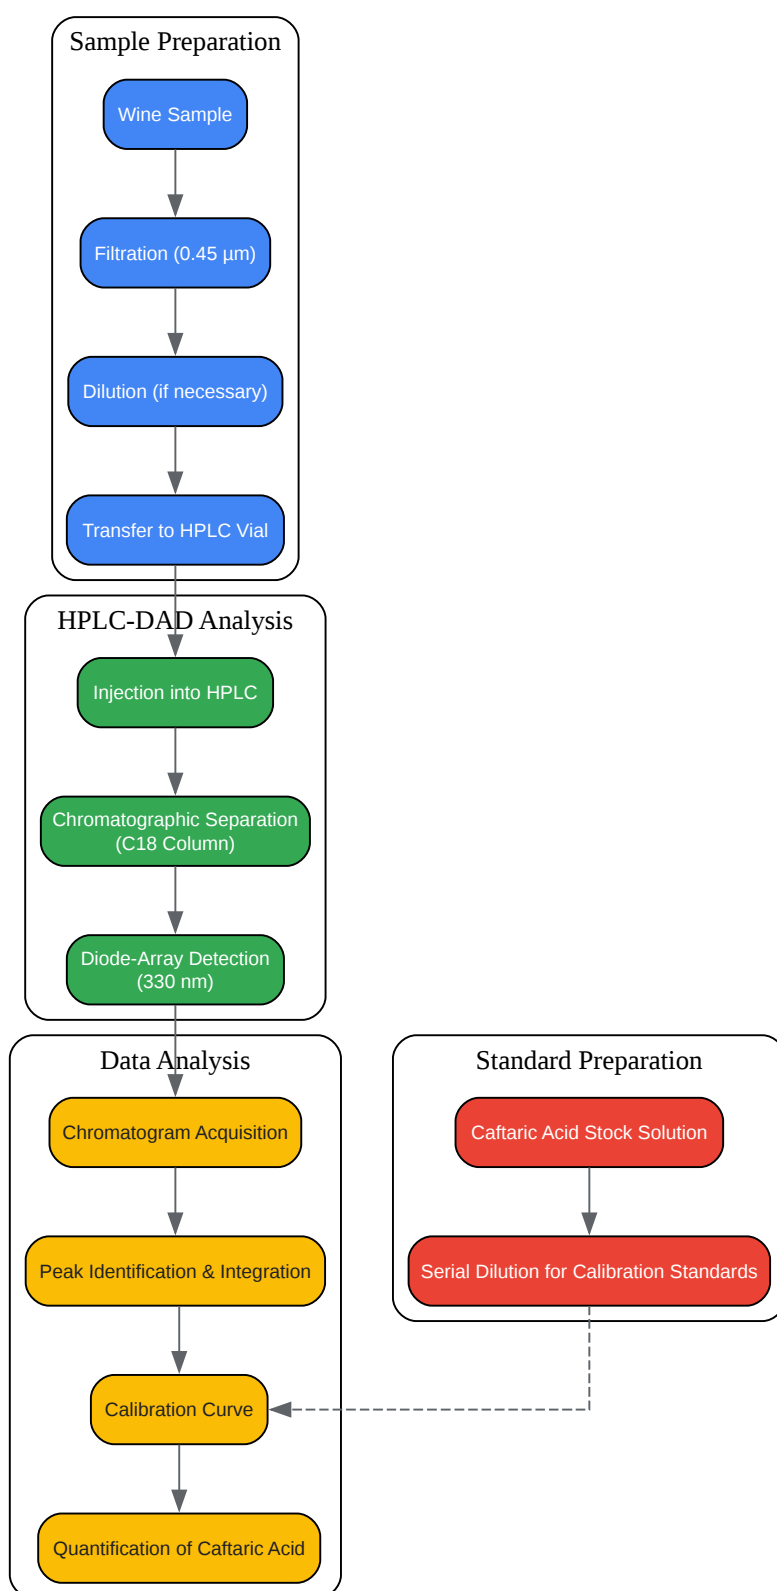 Sample Preparation
Wine Sample
Filtration (0.45 µm)
Dilution (if necessary)
Transfer to HPLC Vial
HPLC-DAD Analysis
Injection into HPLC
Chromatographic Separation
(C18 Column)
Diode-Array Detection
(330 nm)
Data Analysis
Chromatogram Acquisition
Peak Identification & Integration
Calibration Curve
Quantification of Caftaric Acid
Standard Preparation
Caftaric Acid Stock Solution
Serial Dilution for Calibration Standards